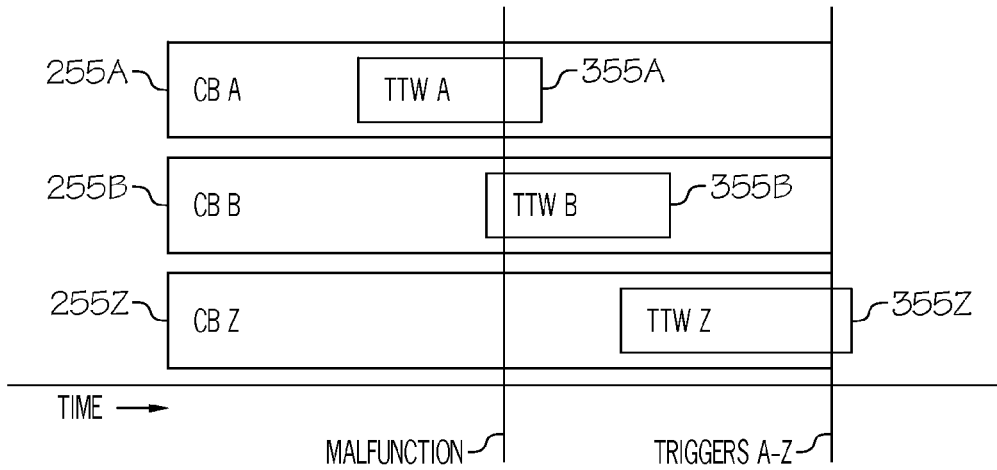 255A CB A TTW A 355A
255B CB B TTW B 355B
255Z CB Z TTW Z 355Z
TIME
MALFUNCTION TRIGGERS A-Z